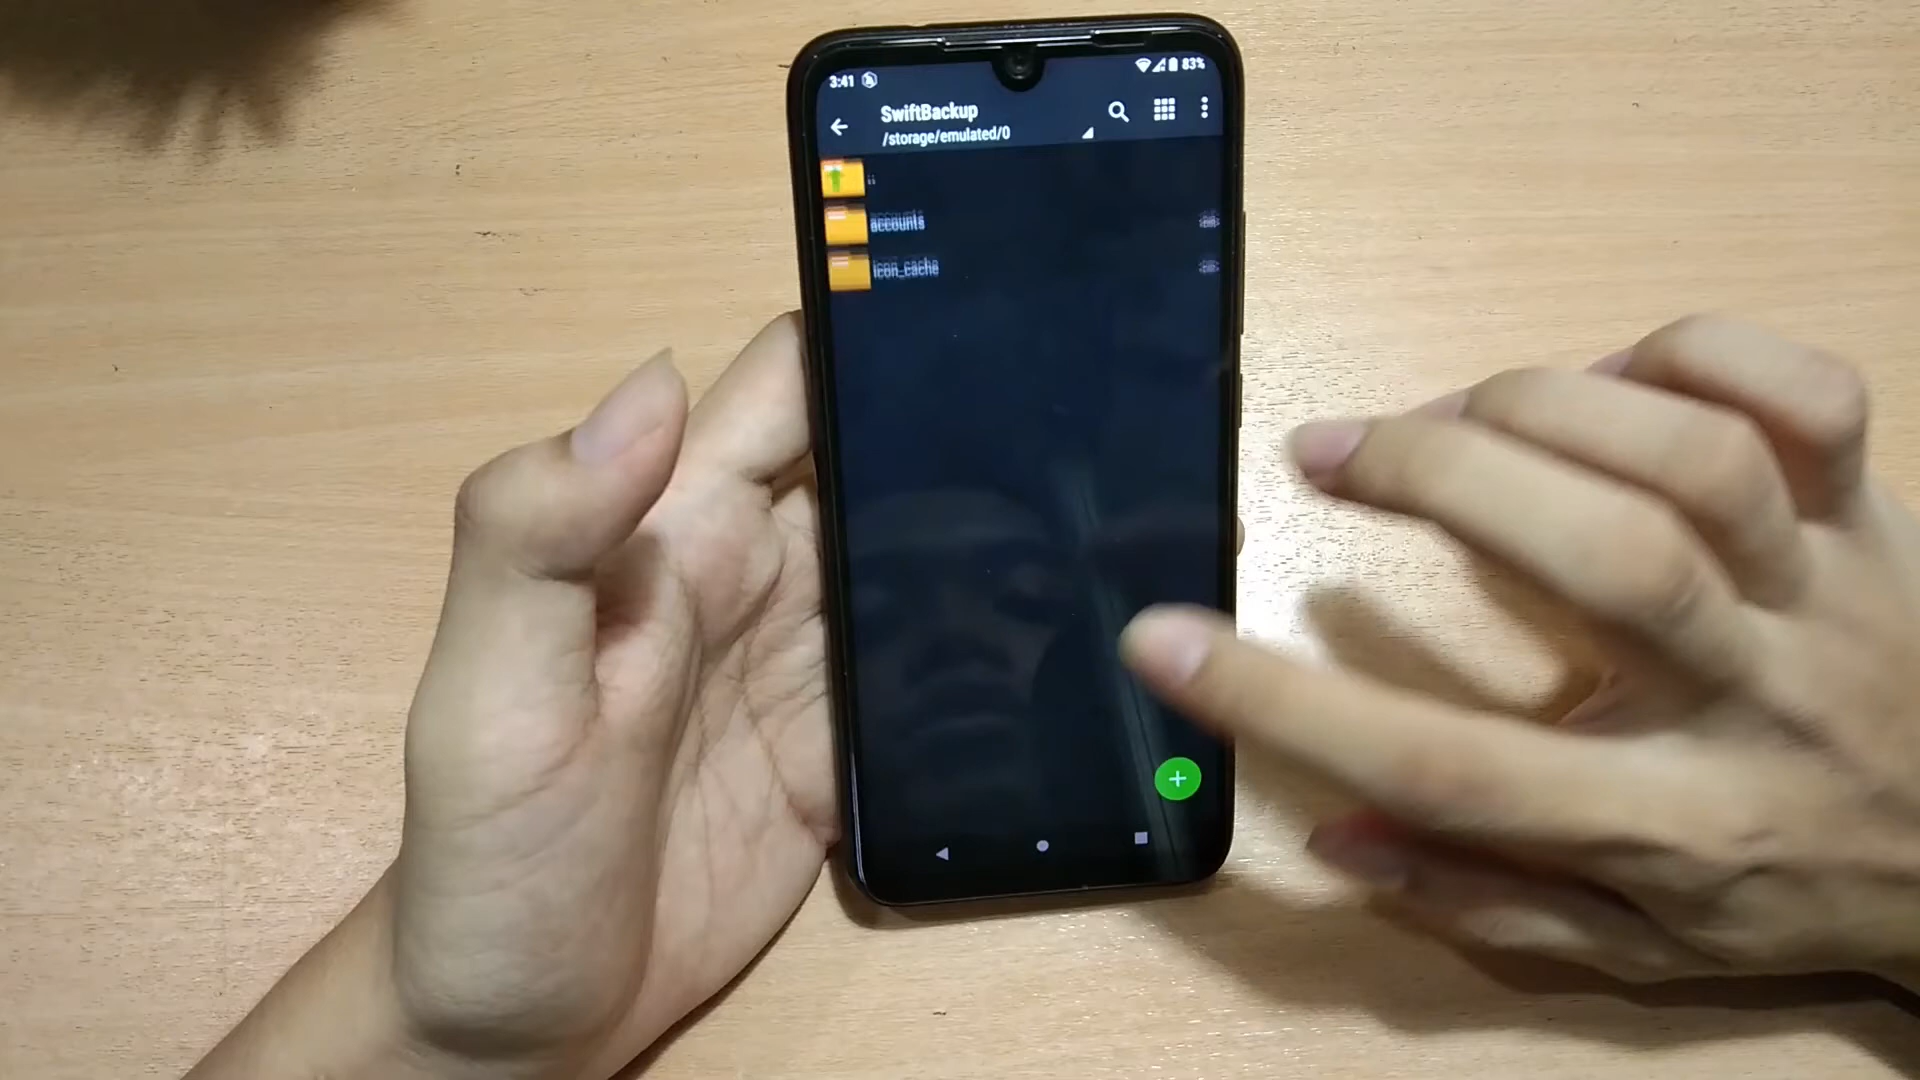 3:41
83%
SwiftBackup
/storage/emulated/0
..
accounts
icon_cache